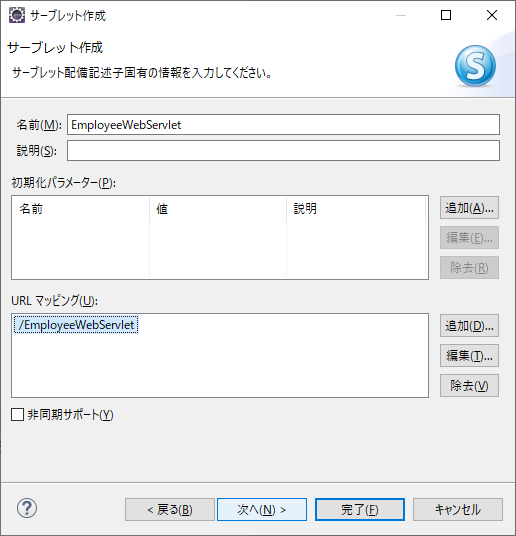 サーブレット作成
サーブレット作成
サーブレット配備記述子固有の情報を入力してください。
S
名前(M): EmployeeWebServlet
説明(S):
初期化パラメーター(P):
名前 値 説明
追加(A)...
編集(E)...
除去(R)
URL マッピング(U):
/EmployeeWebServlet
追加(D)...
編集(T)...
除去(V)
非同期サポート(Y)
? < 戻る(B) 次へ(N) > 完了(F) キャンセル